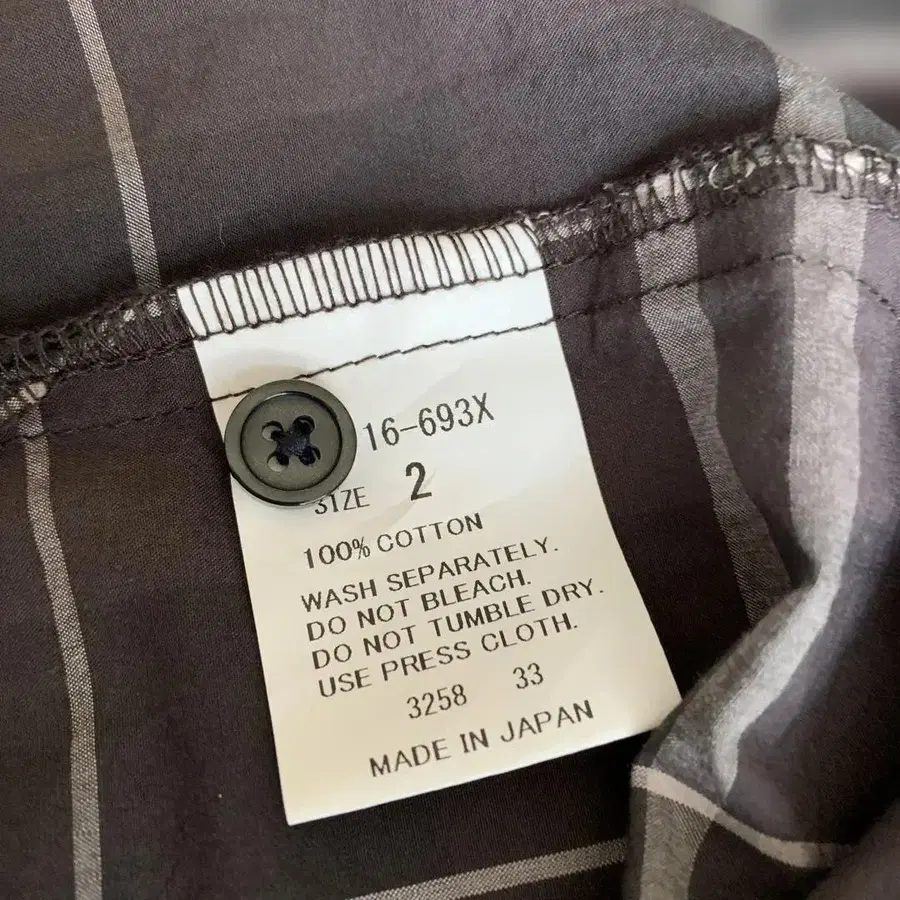 16-693X
SIZE 2
100% COTTON
WASH SEPARATELY.
DO NOT BLEACH.
DO NOT TUMBLE DRY.
USE PRESS CLOTH.
3258 33
MADE IN JAPAN